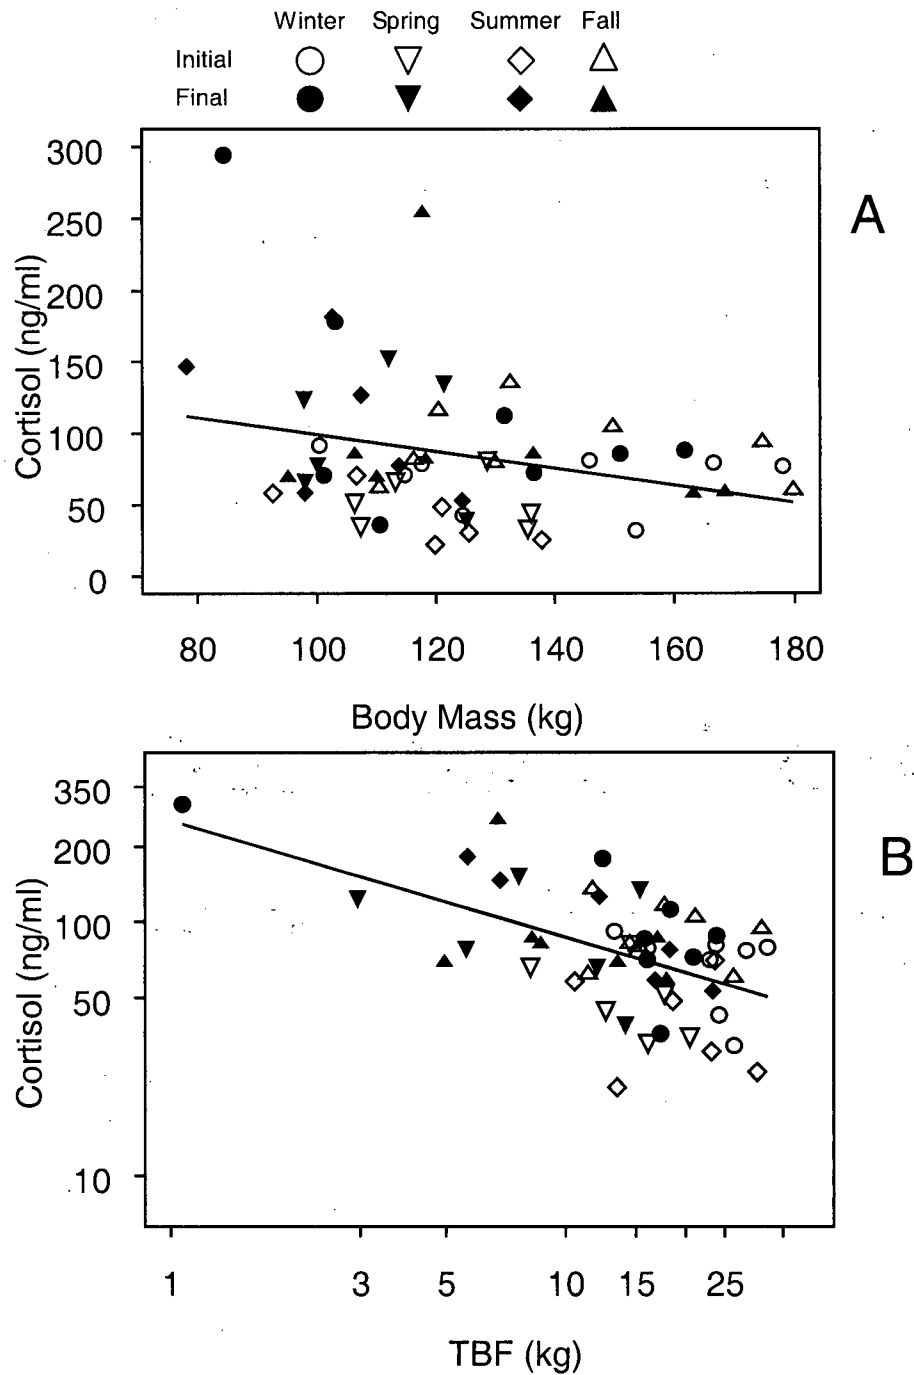 Winter Spring Summer Fall
Initial
Final
A
300
250
200
150
100
50
0
Cortisol (ng/ml)
80 100 120 140 160 180
Body Mass (kg)
B
350
200
100
50
10
Cortisol (ng/ml)
1 3 5 10 15 25
TBF (kg)